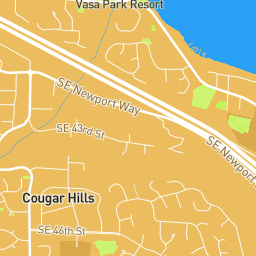 Vasa Park Resort
SE Newport Way
SE 43rd St
SE Newport
Cougar Hills
SE 46th St